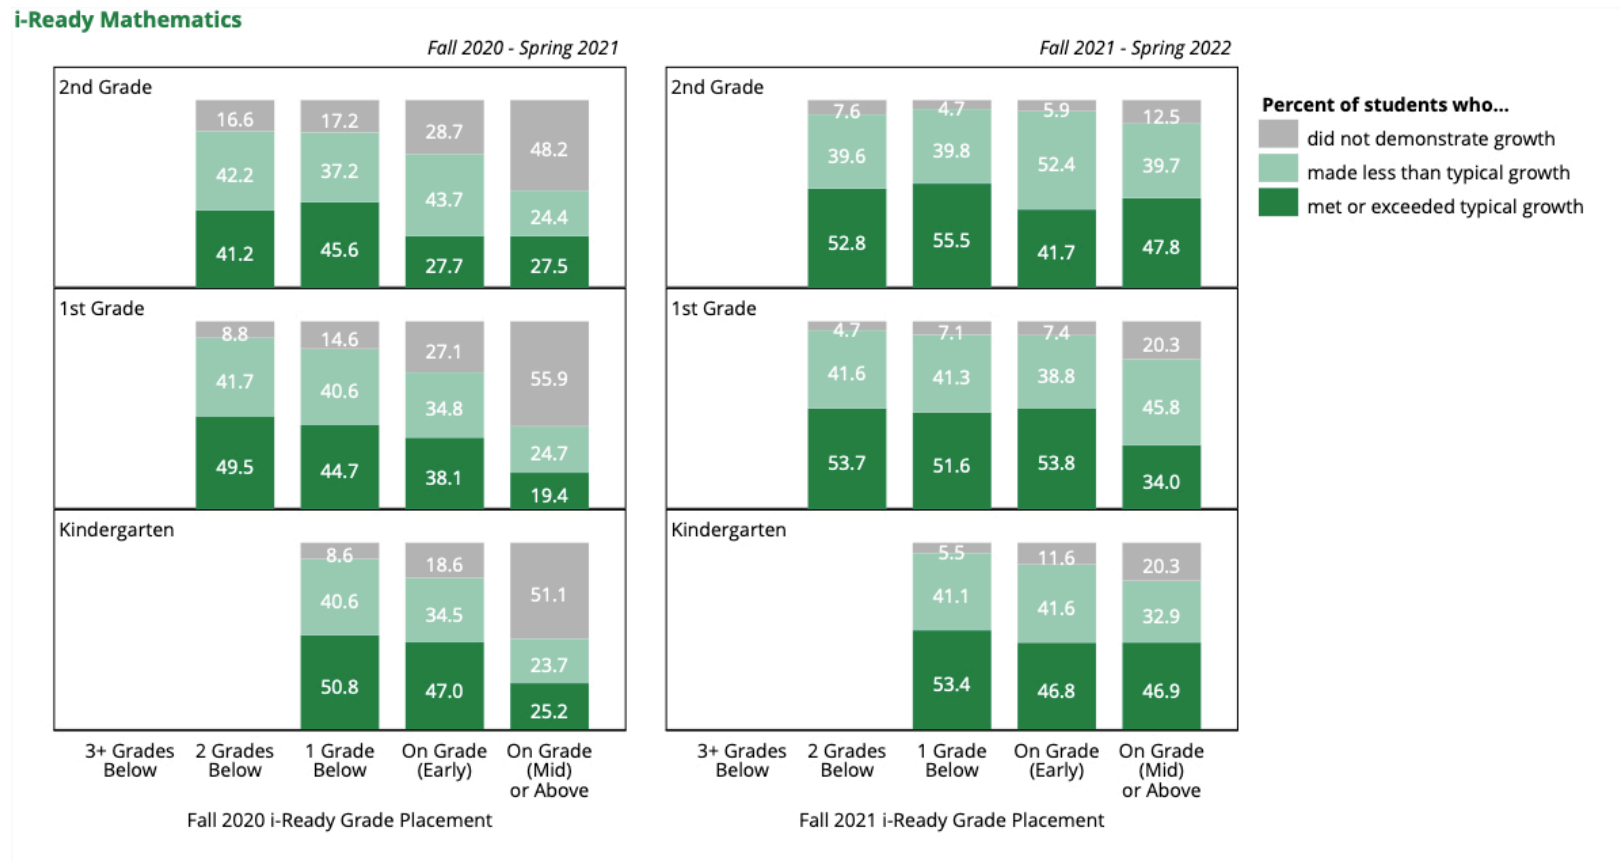 i-Ready Mathematics
Fall 2020 - Spring 2021
2nd Grade
16.6
42.2
41.2
17.2
37.2
45.6
28.7
43.7
27.7
48.2
24.4
27.5
1st Grade
8.8
41.7
49.5
14.6
40.6
44.7
27.1
34.8
38.1
55.9
24.7
19.4
Kindergarten
8.6
40.6
50.8
18.6
34.5
47.0
51.1
23.7
25.2
3+ Grades
Below
2 Grades
Below
1 Grade
Below
On Grade
(Early)
On Grade
(Mid)
or Above
Fall 2020 i-Ready Grade Placement
Fall 2021 - Spring 2022
2nd Grade
7.6
39.6
52.8
4.7
39.8
55.5
5.9
52.4
41.7
12.5
39.7
47.8
1st Grade
4.7
41.6
53.7
7.1
41.3
51.6
7.4
38.8
53.8
20.3
45.8
34.0
Kindergarten
5.5
41.1
53.4
11.6
41.6
46.8
20.3
32.9
46.9
3+ Grades
Below
2 Grades
Below
1 Grade
Below
On Grade
(Early)
On Grade
(Mid)
or Above
Fall 2021 i-Ready Grade Placement
Percent of students who...
did not demonstrate growth
made less than typical growth
met or exceeded typical growth